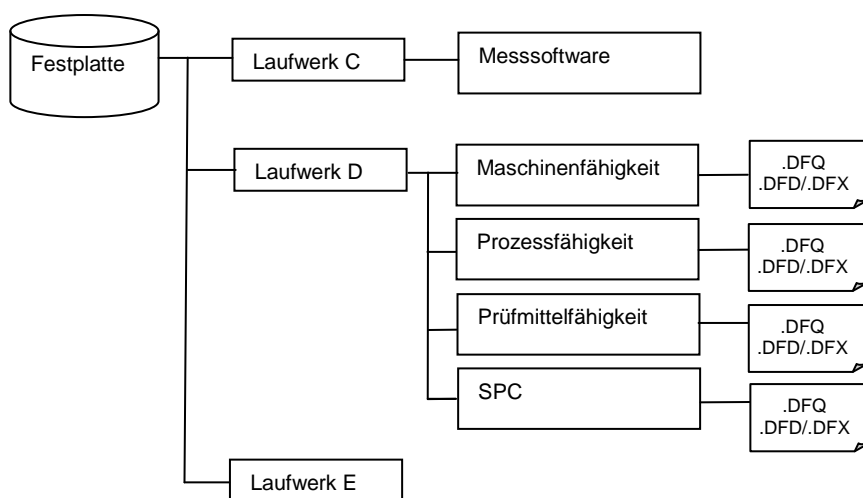 Festplatte
Laufwerk C
Messsoftware
Laufwerk D
Maschinenfähigkeit
.DFQ
.DFD/.DFX
Prozessfähigkeit
.DFQ
.DFD/.DFX
Prüfmittelfähigkeit
.DFQ
.DFD/.DFX
SPC
.DFQ
.DFD/.DFX
Laufwerk E